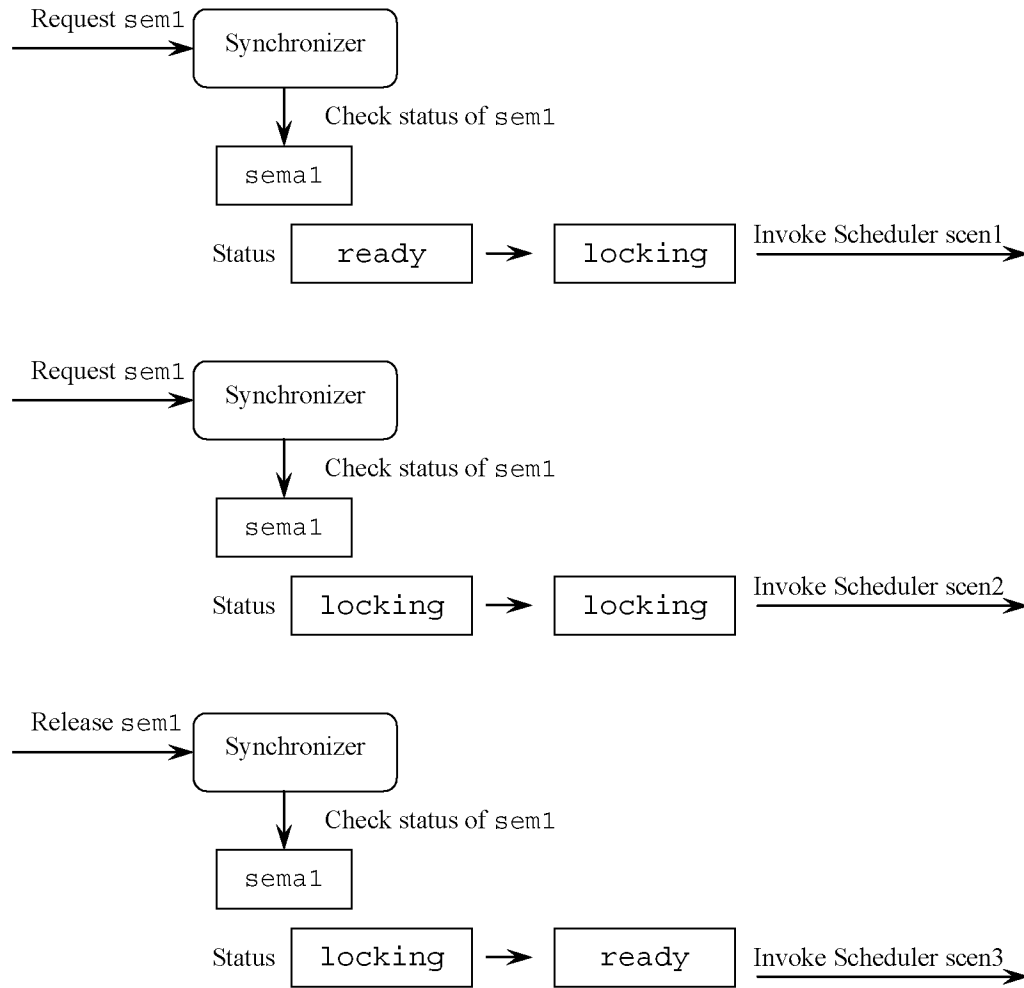 Request sem1
Synchronizer
Check status of sem1
sema1
Status
ready
locking
Invoke Scheduler scen1
Request sem1
Synchronizer
Check status of sem1
sema1
Status
locking
locking
Invoke Scheduler scen2
Release sem1
Synchronizer
Check status of sem1
sema1
Status
locking
ready
Invoke Scheduler scen3